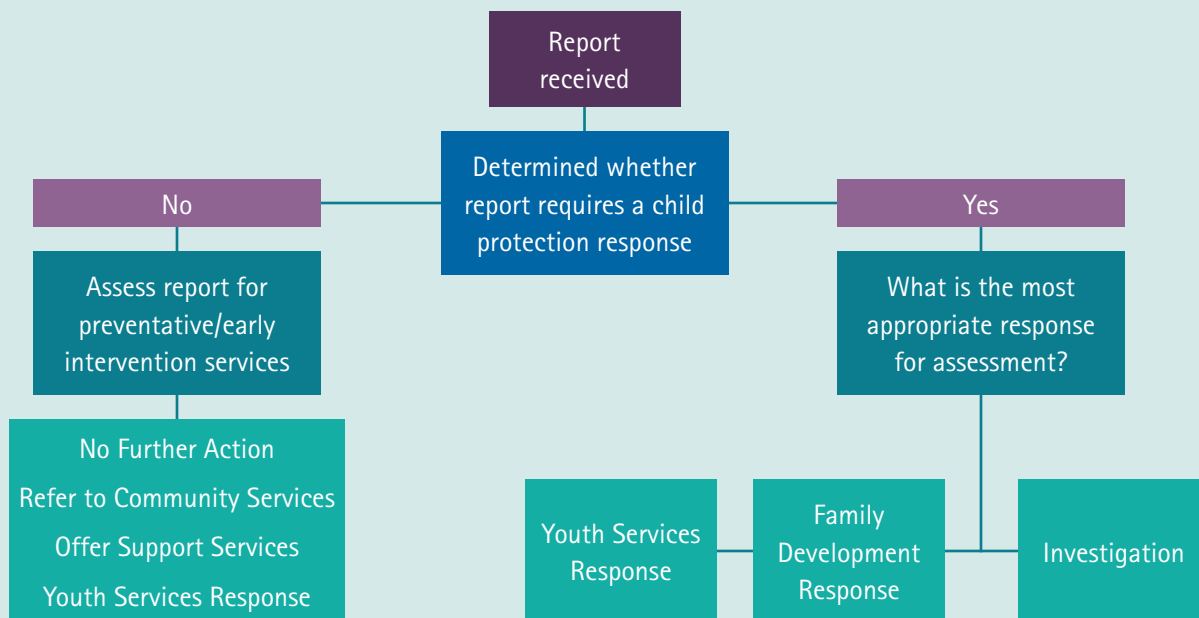 Report
received
Determined whether
report requires a child
protection response
No
Yes
Assess report for
preventative/early
intervention services
What is the most
appropriate response
for assessment?
No Further Action
Refer to Community Services
Offer Support Services
Youth Services Response
Youth Services
Response
Family
Development
Response
Investigation